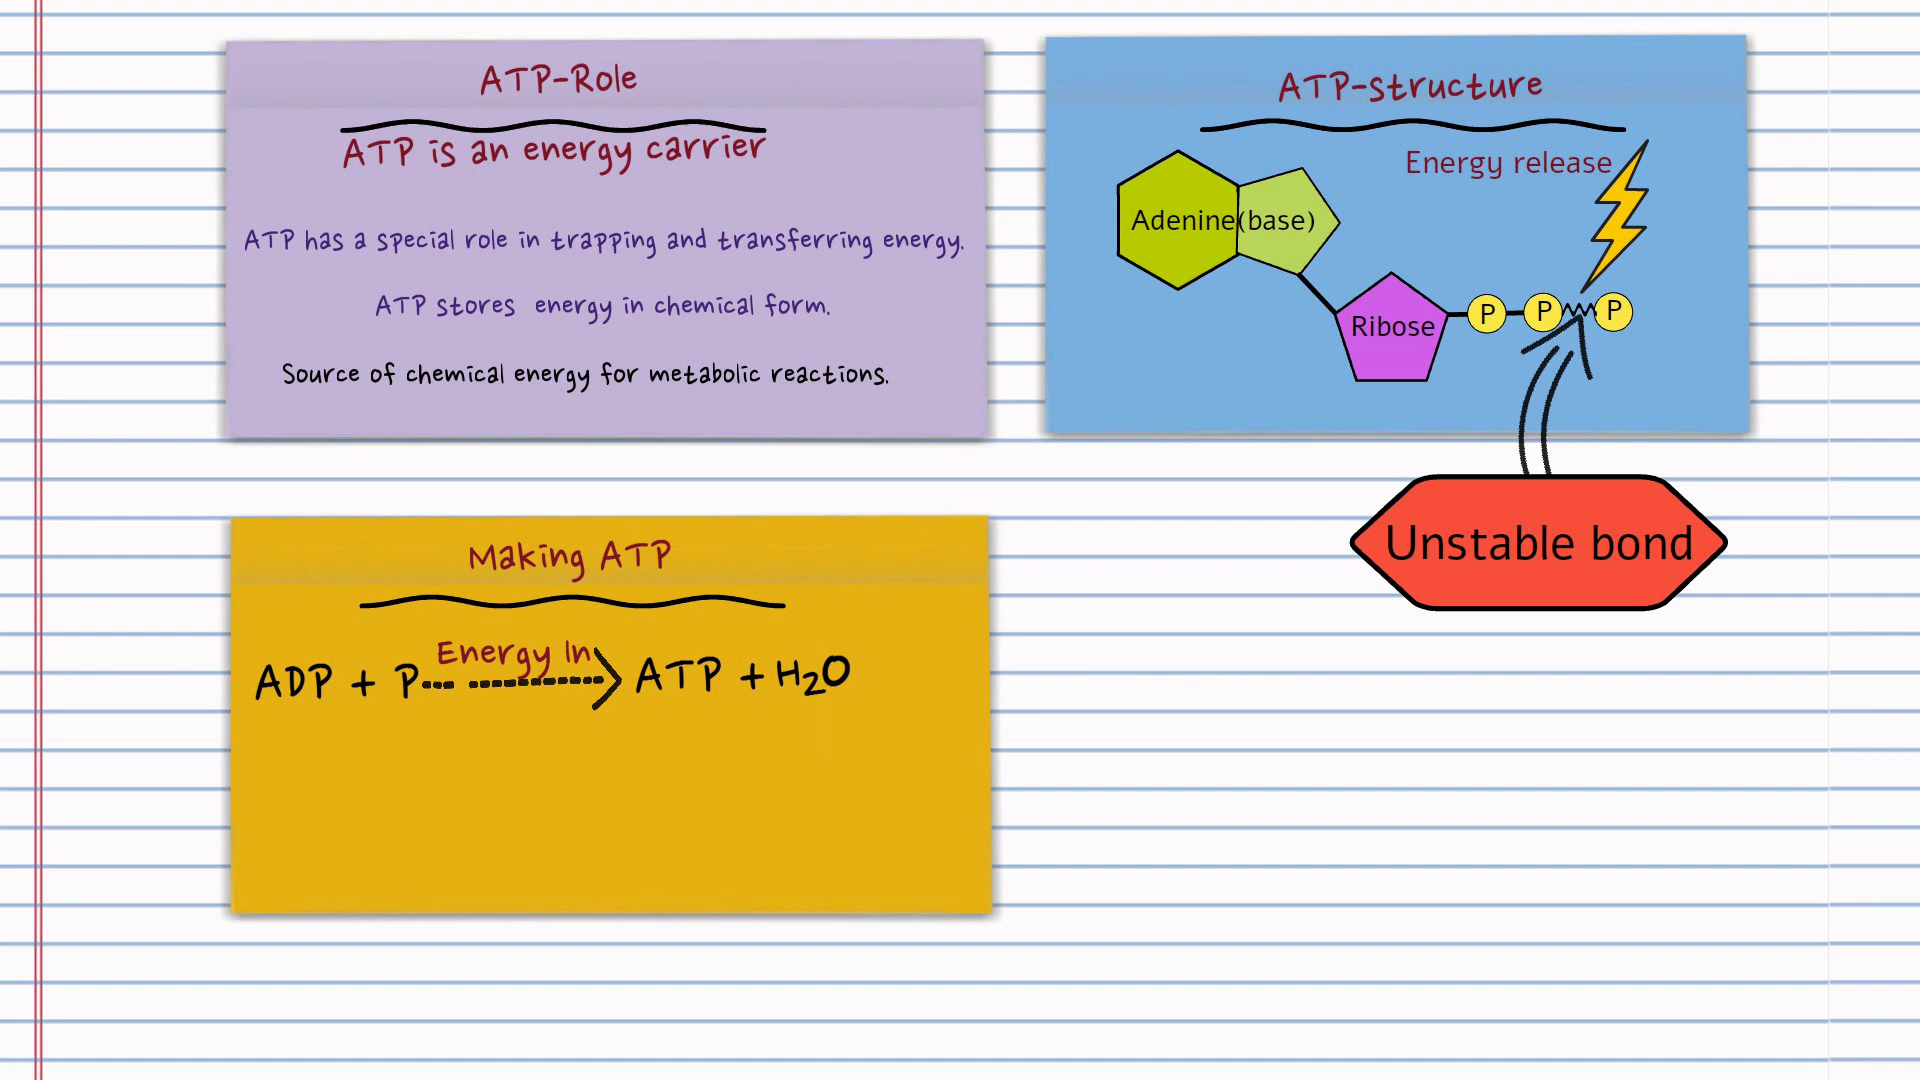 ATP-Role
ATP is an energy carrier
ATP has a special role in trapping and transferring energy.
ATP stores energy in chemical form.
Source of chemical energy for metabolic reactions.
ATP-structure
Energy release
Adenine(base)
Ribose
P
P
P
Unstable bond
Making ATP
Energy In
ADP + P ATP + H₂O